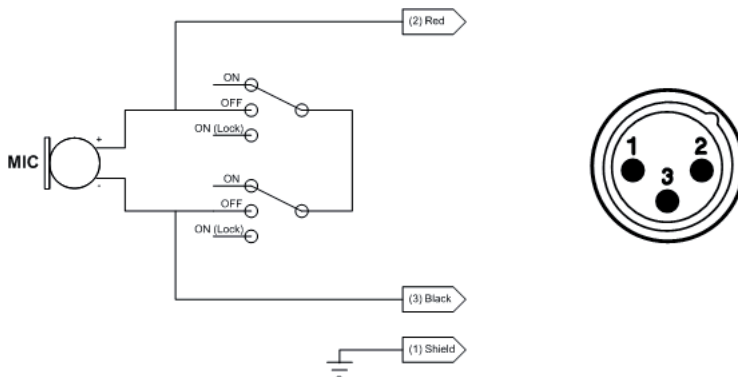 (2) Red
ON
OFF
ON (Lock)
+
MIC
-
ON
OFF
ON (Lock)
(3) Black
(1) Shield
1 2
3